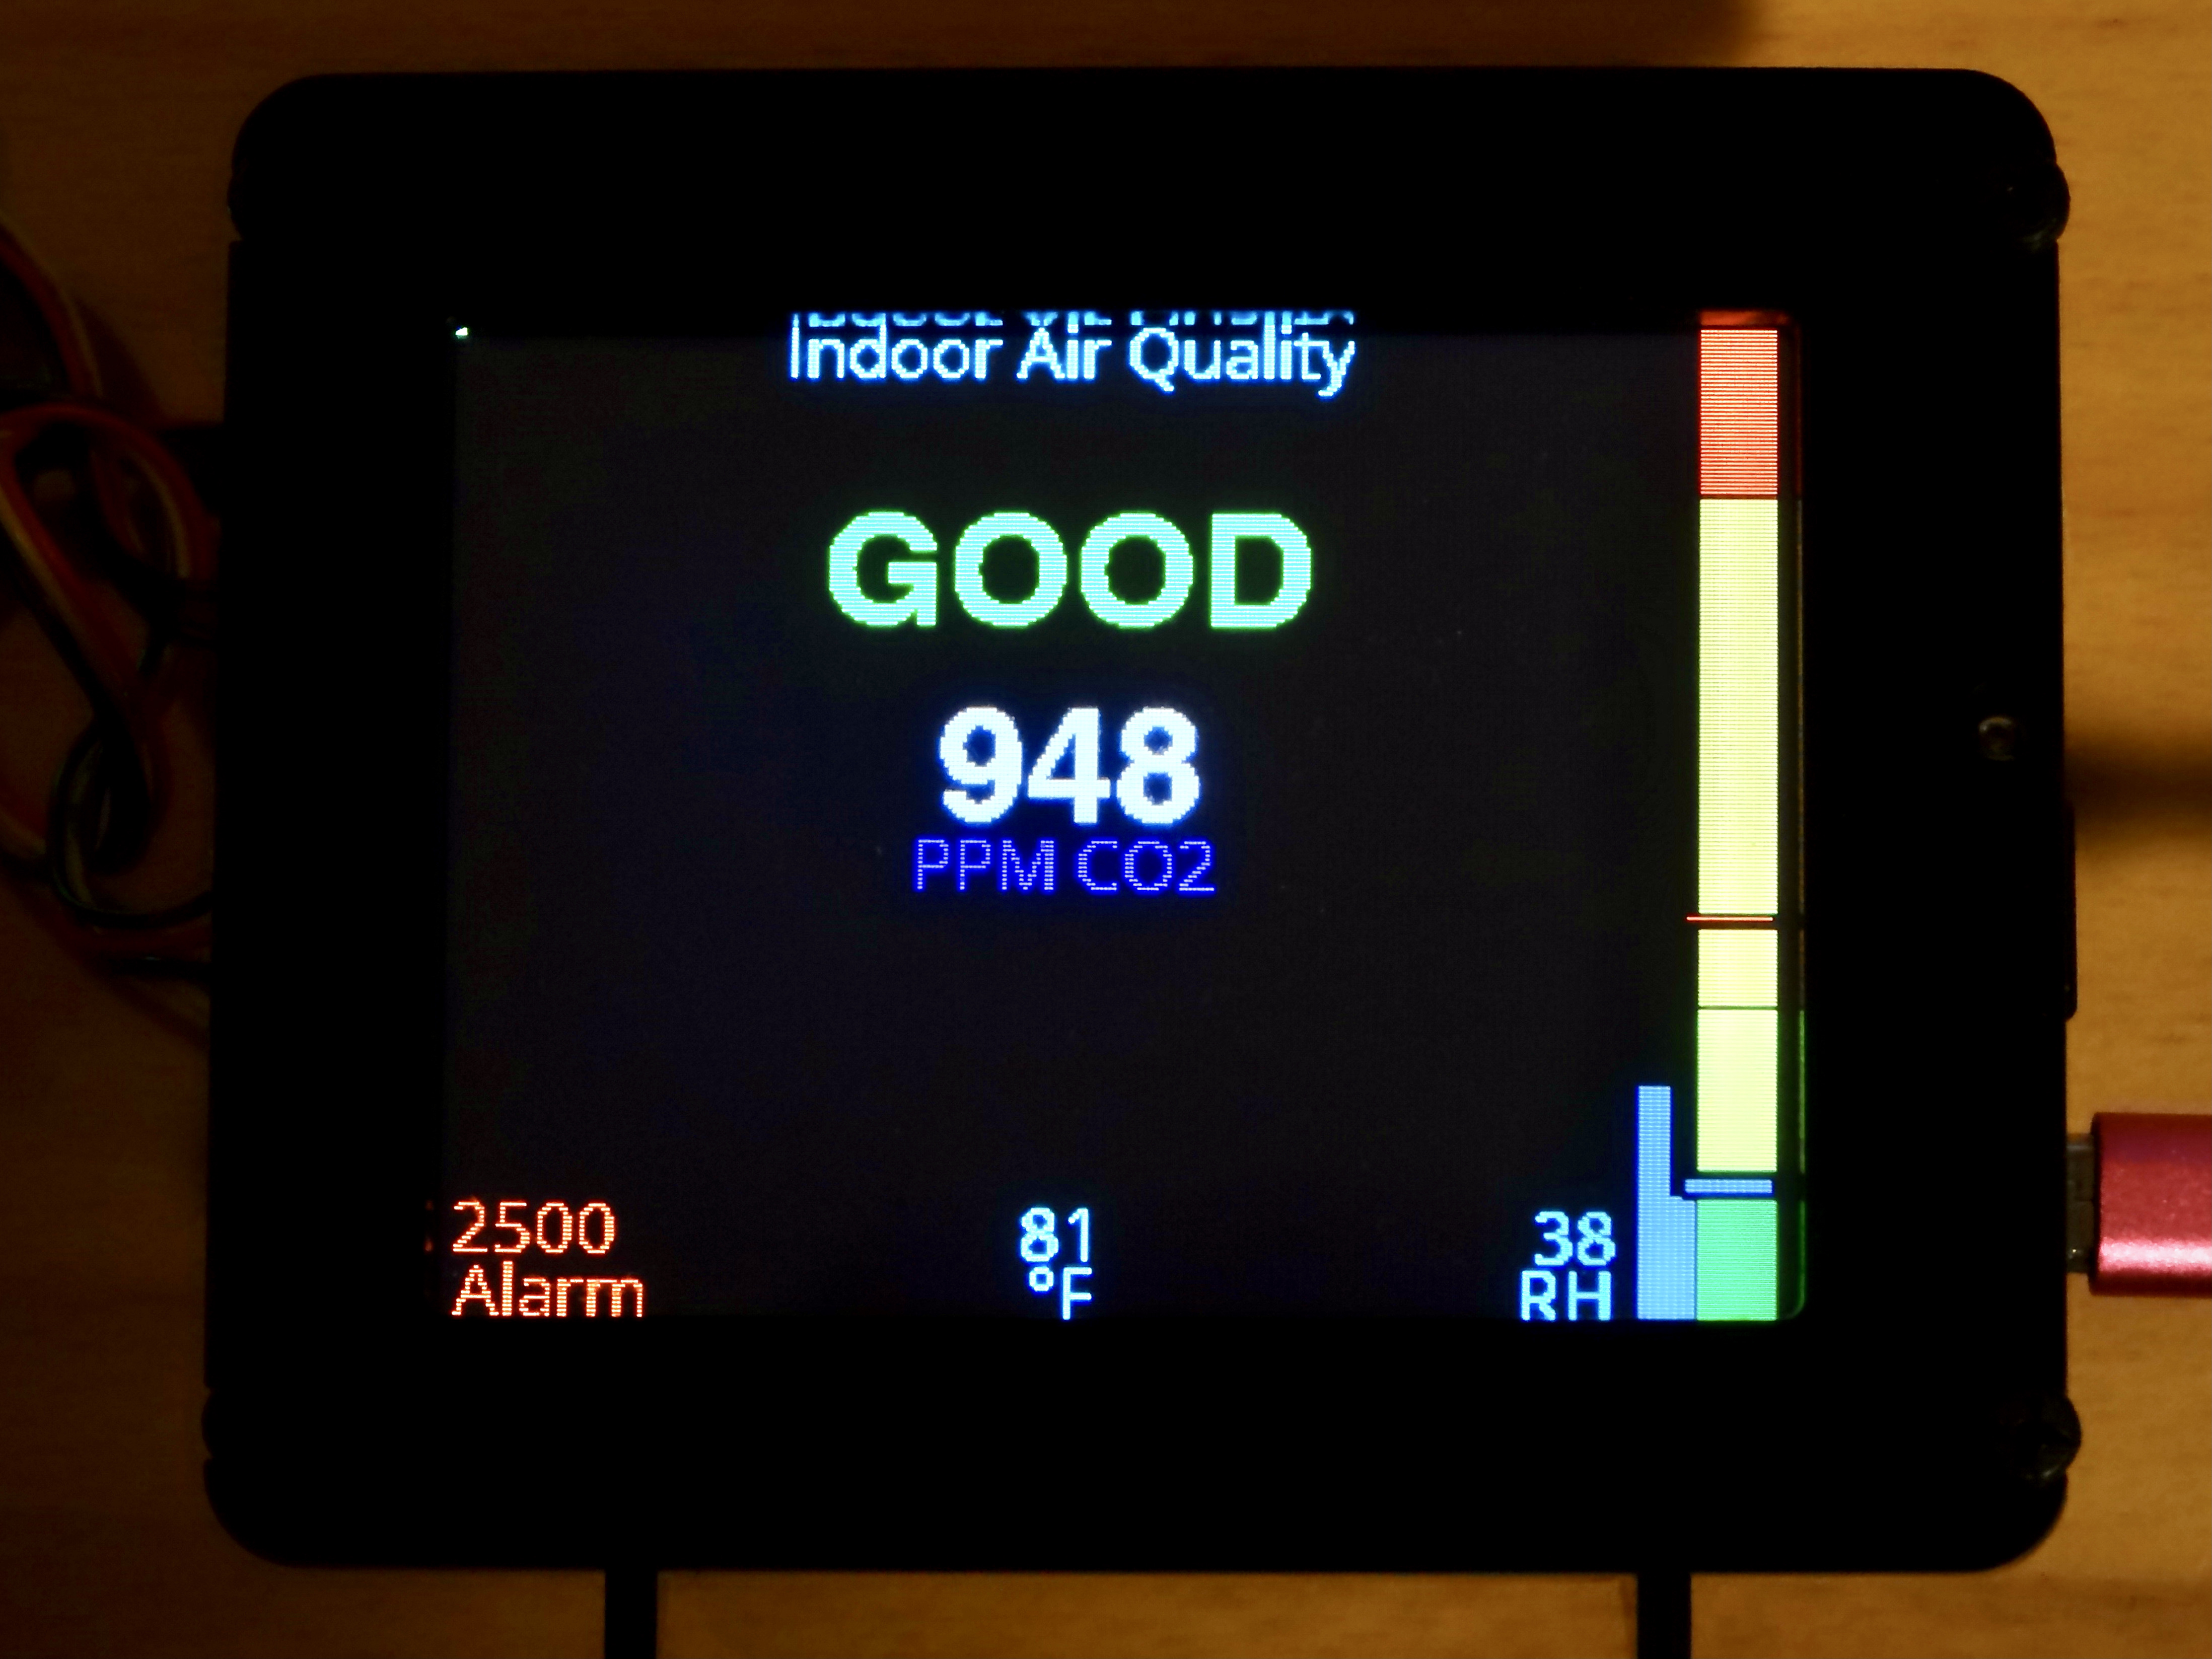 Indoor Air Quality
GOOD
948
PPM CO2
2500
Alarm
81
°F
38
RH